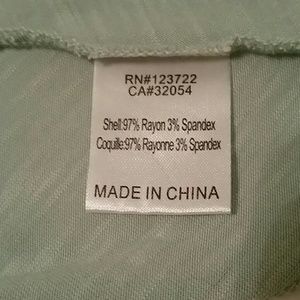 RN#123722
CA#32054
Shell:97% Rayon 3% Spandex
Coquille:97% Rayonne 3% Spandex
MADE IN CHINA